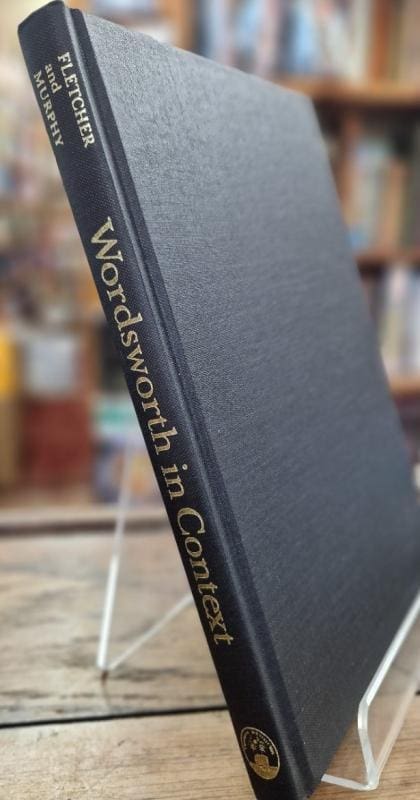 FLETCHER
and
MURPHY
Wordsworth in Context